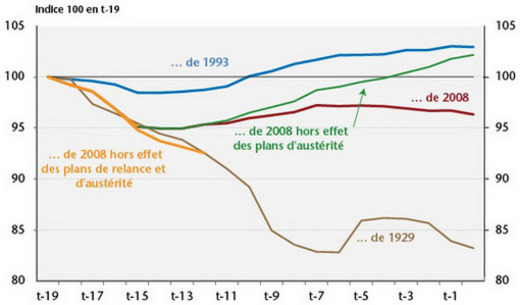 Indice 100 en t-19
105
105
... de 1993
100
100
... de 2008
95
... de 2008 hors effet
des plans d'austérité
95
... de 2008 hors effet
des plans de relance et
d'austérité
90
90
... de 1929
85
85
80
80
t-19 t-17 t-15 t-13 t-11 t-9 t-7 t-5 t-3 t-1